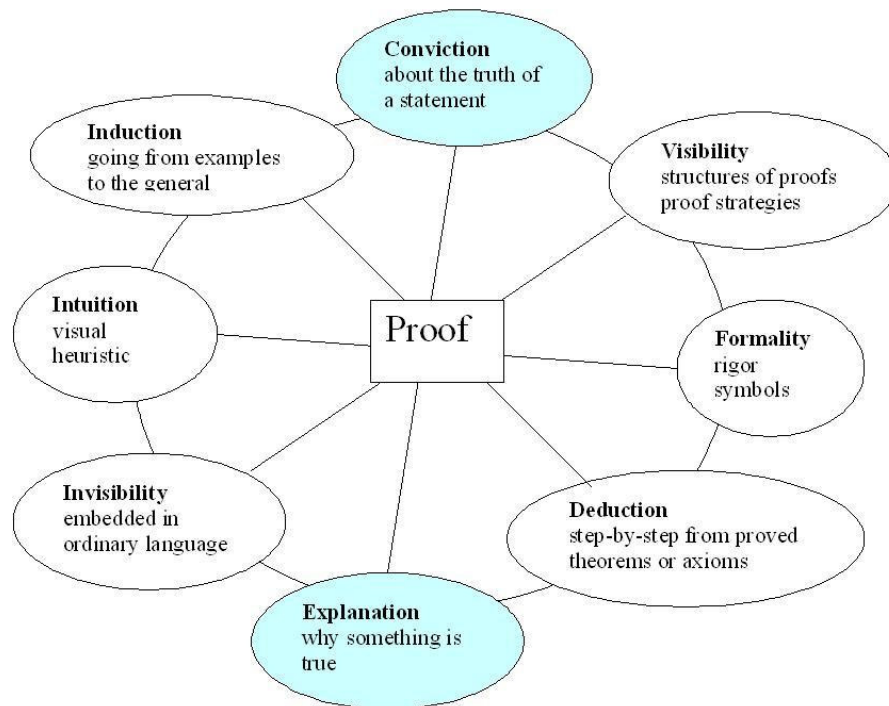 Conviction
about the truth of
a statement
Induction
going from examples
to the general
Visibility
structures of proofs
proof strategies
Intuition
visual
heuristic
Proof
Formality
rigor
symbols
Invisibility
embedded in
ordinary language
Deduction
step-by-step from proved
theorems or axioms
Explanation
why something is
true